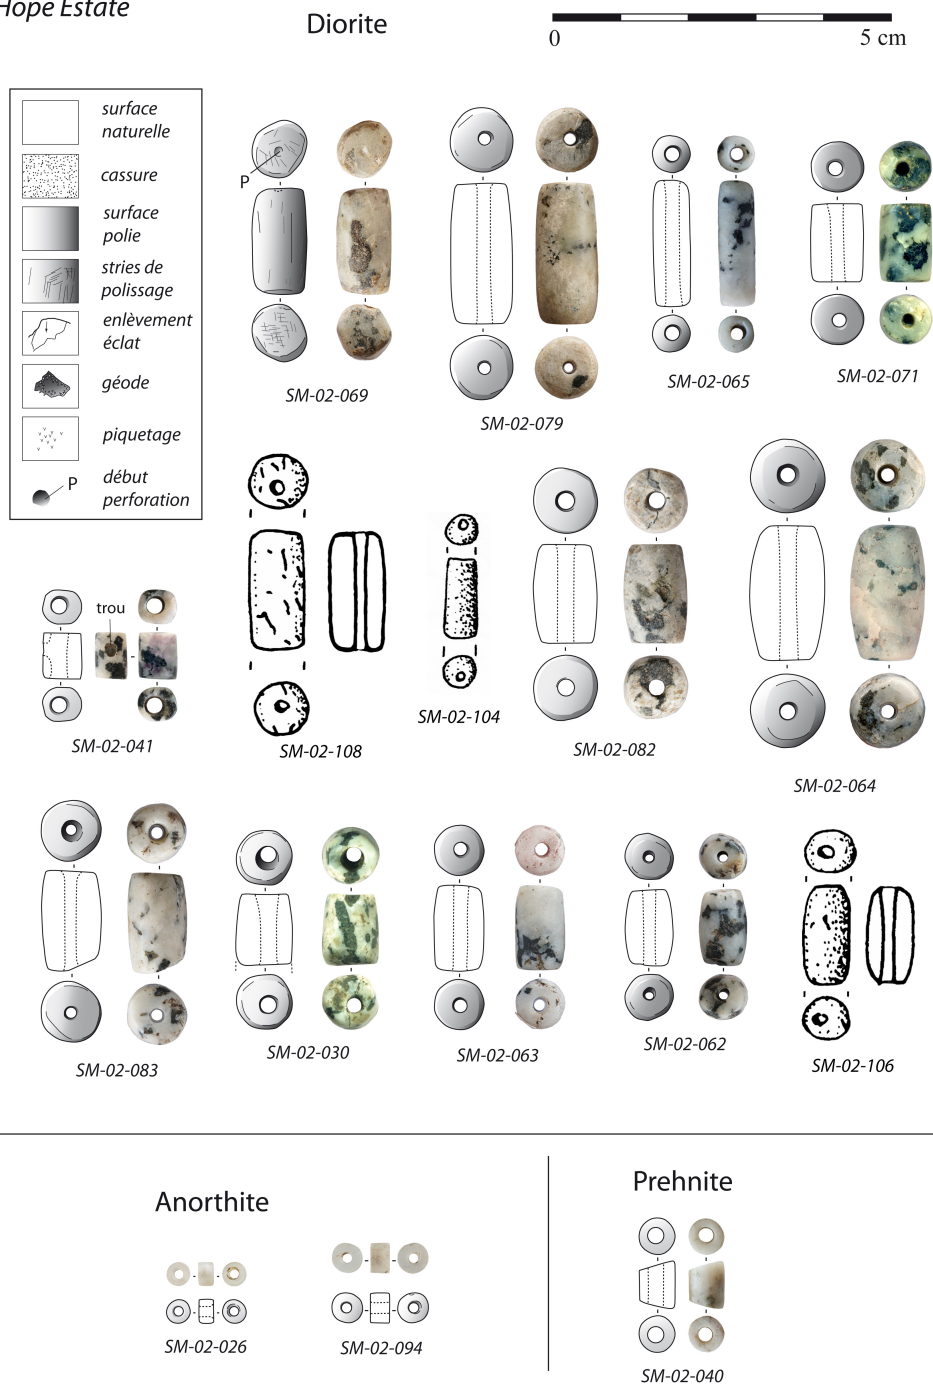 Hope Estate
Diorite
0
5 cm
surface
naturelle
cassure
surface
polie
stries de
polissage
enlèvement
éclat
géode
piquetage
P
début
perforation
P
SM-02-069
SM-02-079
SM-02-065
SM-02-071
trou
SM-02-041
SM-02-108
SM-02-104
SM-02-082
SM-02-064
SM-02-083
SM-02-030
SM-02-063
SM-02-062
SM-02-106
Anorthite
SM-02-026
SM-02-094
Prehnite
SM-02-040